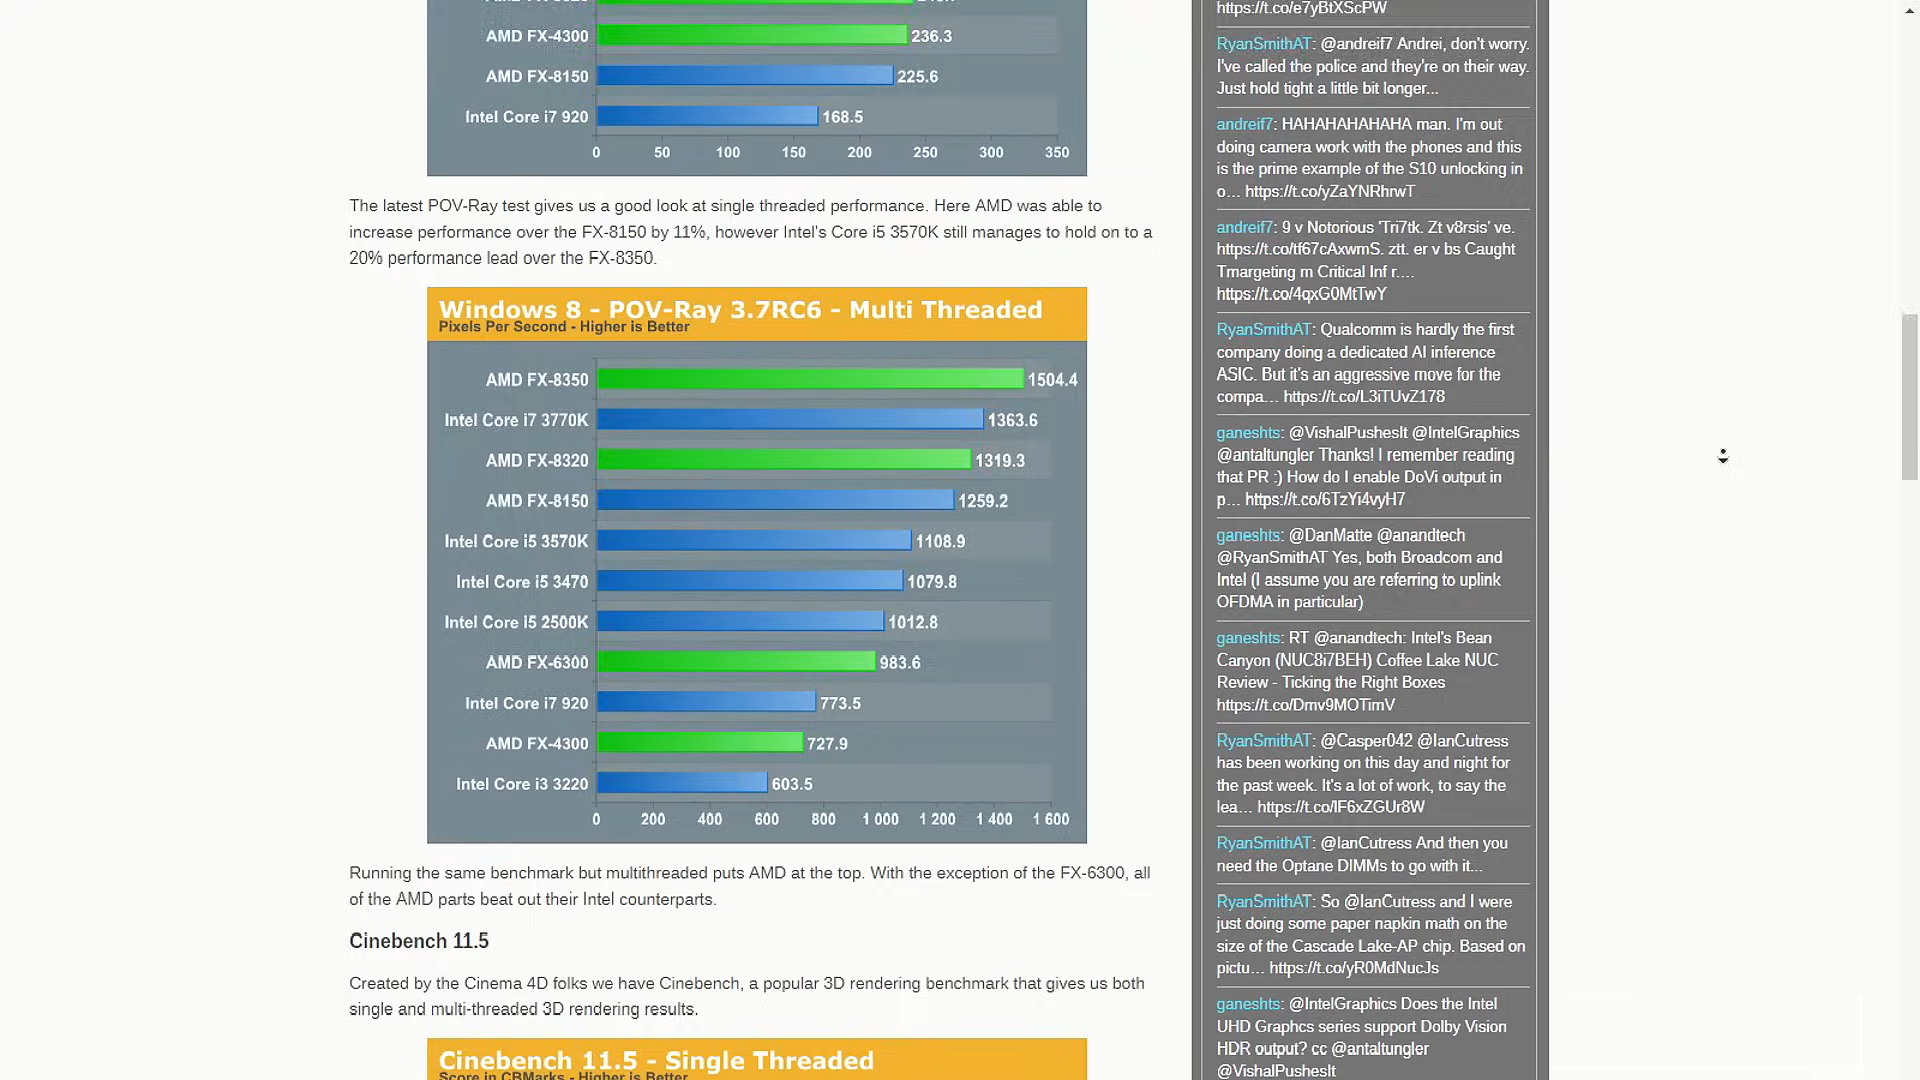 AMD FX-4300 236.3
AMD FX-8150 225.6
Intel Core i7 920 168.5
0 50 100 150 200 250 300 350
The latest POV-Ray test gives us a good look at single threaded performance. Here AMD was able to
increase performance over the FX-8150 by 11%, however Intel's Core i5 3570K still manages to hold on to a
20% performance lead over the FX-8350.
Windows 8 - POV-Ray 3.7RC6 - Multi Threaded
Pixels Per Second - Higher is Better
AMD FX-8350 1504.4
Intel Core i7 3770K 1363.6
AMD FX-8320 1319.3
AMD FX-8150 1259.2
Intel Core i5 3570K 1108.9
Intel Core i5 3470 1079.8
Intel Core i5 2500K 1012.8
AMD FX-6300 983.6
Intel Core i7 920 773.5
AMD FX-4300 727.9
Intel Core i3 3220 603.5
0 200 400 600 800 1 000 1 200 1 400 1 600
Running the same benchmark but multithreaded puts AMD at the top. With the exception of the FX-6300, all
of the AMD parts beat out their Intel counterparts.
Cinebench 11.5
Created by the Cinema 4D folks we have Cinebench, a popular 3D rendering benchmark that gives us both
single and multi-threaded 3D rendering results.
Cinebench 11.5 - Single Threaded
Score in CBMarks - Higher is Better
https://t.co/e7yBtXScPW
RyanSmithAT: @andreif7 Andrei, don't worry.
I've called the police and they're on their way.
Just hold tight a little bit longer...
andreif7: HAHAHAHAHAHA man. I'm out
doing camera work with the phones and this
is the prime example of the S10 unlocking in
o… https://t.co/yZaYNRhrwT
andreif7: 9 v Notorious 'Tri7tk. Zt v8rsis' ve.
https://t.co/tf67cAxwmS. ztt. er v bs Caught
Tmargeting m Critical Inf r.…
https://t.co/4qxG0MtTwY
RyanSmithAT: Qualcomm is hardly the first
company doing a dedicated AI inference
ASIC. But it's an aggressive move for the
compa… https://t.co/L3iTUvZ178
ganeshts: @VishalPushesIt @IntelGraphics
@antaltungler Thanks! I remember reading
that PR :) How do I enable DoVi output in
p… https://t.co/6TzYi4vyH7
ganeshts: @DanMatte @anandtech
@RyanSmithAT Yes, both Broadcom and
Intel (I assume you are referring to uplink
OFDMA in particular)
ganeshts: RT @anandtech: Intel's Bean
Canyon (NUC8i7BEH) Coffee Lake NUC
Review - Ticking the Right Boxes
https://t.co/Dmv9MOTimV
RyanSmithAT: @Casper042 @IanCutress
has been working on this day and night for
the past week. It's a lot of work, to say the
lea… https://t.co/lF6xZGUr8W
RyanSmithAT: @IanCutress And then you
need the Optane DIMMs to go with it...
RyanSmithAT: So @IanCutress and I were
just doing some paper napkin math on the
size of the Cascade Lake-AP chip. Based on
pictu… https://t.co/yR0MdNucJs
ganeshts: @IntelGraphics Does the Intel
UHD Graphcs series support Dolby Vision
HDR output? cc @antaltungler
@VishalPushesIt